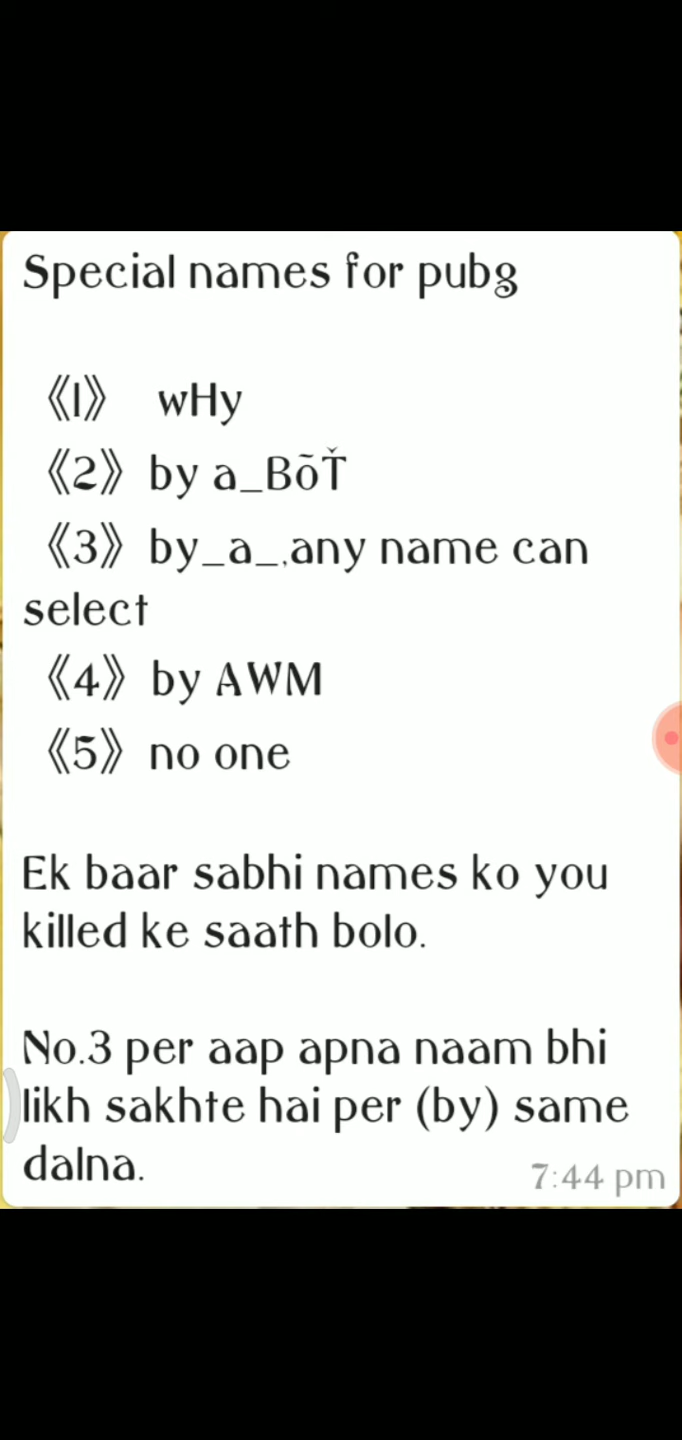 Special names for pubg
《1》 wHy
《2》 by a_BõŤ
《3》 by_a_,any name can
select
《4》 by AWM
《5》 no one
Ek baar sabhi names ko you
killed ke saath bolo.
No.3 per aap apna naam bhi
likh sakhte hai per (by) same
dalna.
7:44 pm